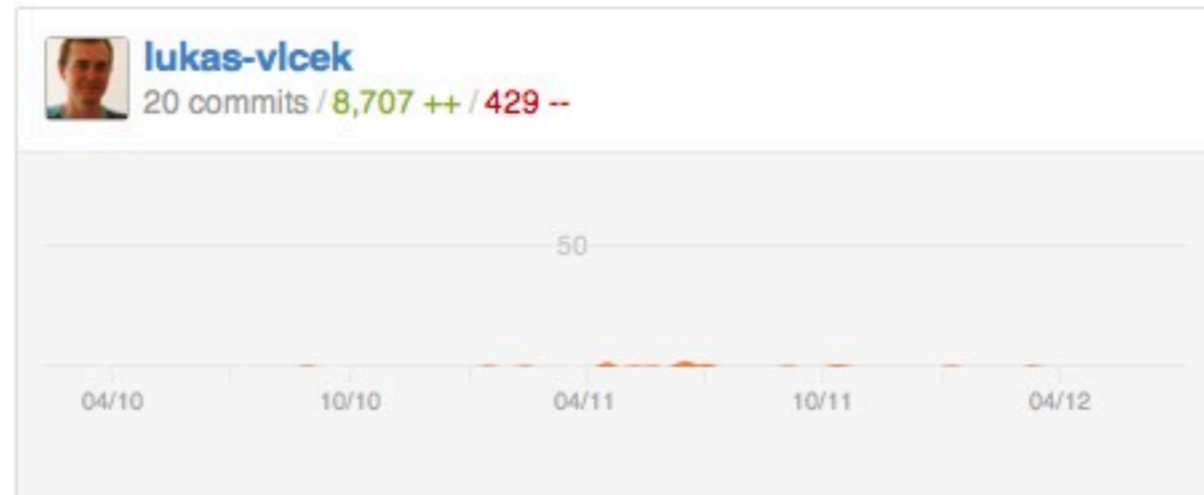 lukas-vlcek
20 commits / 8,707 ++ / 429 --
50
04/10 10/10 04/11 10/11 04/12